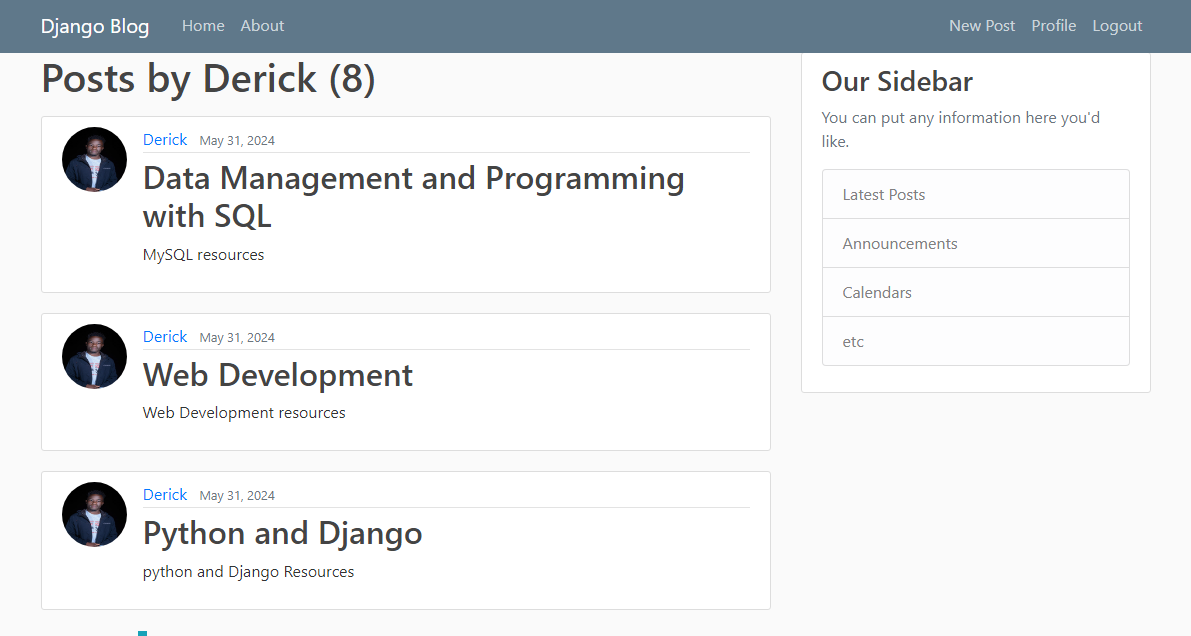 Django Blog Home About New Post Profile Logout
Posts by Derick (8)
Derick May 31, 2024
Data Management and Programming
with SQL
MySQL resources
Derick May 31, 2024
Web Development
Web Development resources
Derick May 31, 2024
Python and Django
python and Django Resources
Our Sidebar
You can put any information here you'd
like.
Latest Posts
Announcements
Calendars
etc